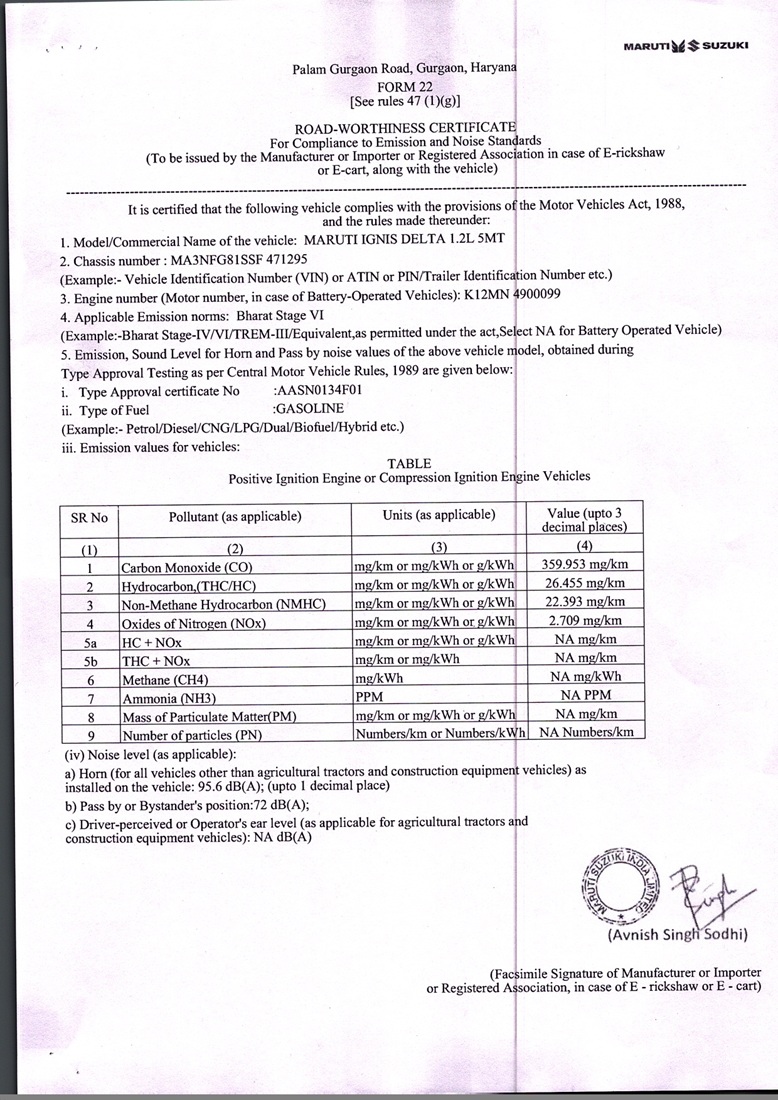 MARUTI SUZUKI
Palam Gurgaon Road, Gurgaon, Haryana
FORM 22
[See rules 47 (1)(g)]
ROAD-WORTHINESS CERTIFICATE
For Compliance to Emission and Noise Standards
(To be issued by the Manufacturer or Importer or Registered Association in case of E-rickshaw
or E-cart, along with the vehicle)
It is certified that the following vehicle complies with the provisions of the Motor Vehicles Act, 1988,
and the rules made thereunder:
1. Model/Commercial Name of the vehicle: MARUTI IGNIS DELTA 1.2L 5MT
2. Chassis number : MA3NFG81SSF 471295
(Example:- Vehicle Identification Number (VIN) or ATIN or PIN/Trailer Identification Number etc.)
3. Engine number (Motor number, in case of Battery-Operated Vehicles): K12MN 4900099
4. Applicable Emission norms: Bharat Stage VI
(Example:-Bharat Stage-IV/VI/TREM-III/Equivalent,as permitted under the act,Select NA for Battery Operated Vehicle)
5. Emission, Sound Level for Horn and Pass by noise values of the above vehicle model, obtained during
Type Approval Testing as per Central Motor Vehicle Rules, 1989 are given below:
i. Type Approval certificate No :AASN0134F01
ii. Type of Fuel :GASOLINE
(Example:- Petrol/Diesel/CNG/LPG/Dual/Biofuel/Hybrid etc.)
iii. Emission values for vehicles:
TABLE
Positive Ignition Engine or Compression Ignition Engine Vehicles
SR No Pollutant (as applicable) Units (as applicable) Value (upto 3 decimal places)
(1) (2) (3) (4)
1 Carbon Monoxide (CO) mg/km or mg/kWh or g/kWh 359.953 mg/km
2 Hydrocarbon,(THC/HC) mg/km or mg/kWh or g/kWh 26.455 mg/km
3 Non-Methane Hydrocarbon (NMHC) mg/km or mg/kWh or g/kWh 22.393 mg/km
4 Oxides of Nitrogen (NOx) mg/km or mg/kWh or g/kWh 2.709 mg/km
5a HC + NOx mg/km or mg/kWh or g/kWh NA mg/km
5b THC + NOx mg/km or mg/kWh NA mg/km
6 Methane (CH4) mg/kWh NA mg/kWh
7 Ammonia (NH3) PPM NA PPM
8 Mass of Particulate Matter(PM) mg/km or mg/kWh or g/kWh NA mg/km
9 Number of particles (PN) Numbers/km or Numbers/kWh NA Numbers/km
(iv) Noise level (as applicable):
a) Horn (for all vehicles other than agricultural tractors and construction equipment vehicles) as
installed on the vehicle: 95.6 dB(A); (upto 1 decimal place)
b) Pass by or Bystander's position:72 dB(A);
c) Driver-perceived or Operator's ear level (as applicable for agricultural tractors and
construction equipment vehicles): NA dB(A)
MARUTI SUZUKI INDIA LIMITED
Singh
(Avnish Singh Sodhi)
(Facsimile Signature of Manufacturer or Importer
or Registered Association, in case of E - rickshaw or E - cart)